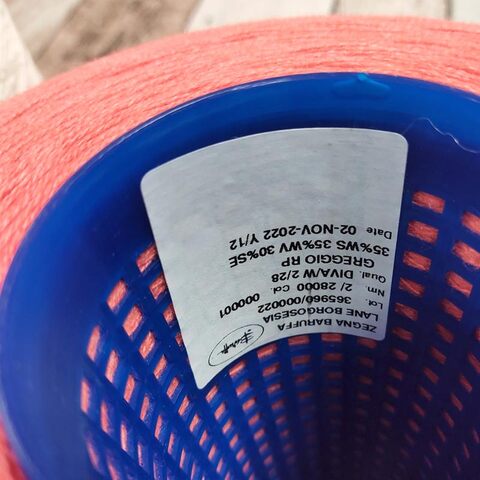 ZEGNA BARUFFA
LANE BORGOSESIA
Lot. 365960/000022
Nm. 2/ 28000 Col. 000001
Qual. DIVA/W 2/28
GREGGIO RP
35%WS 35%WV 30%SE
Date 02-NOV-2022 Y/12